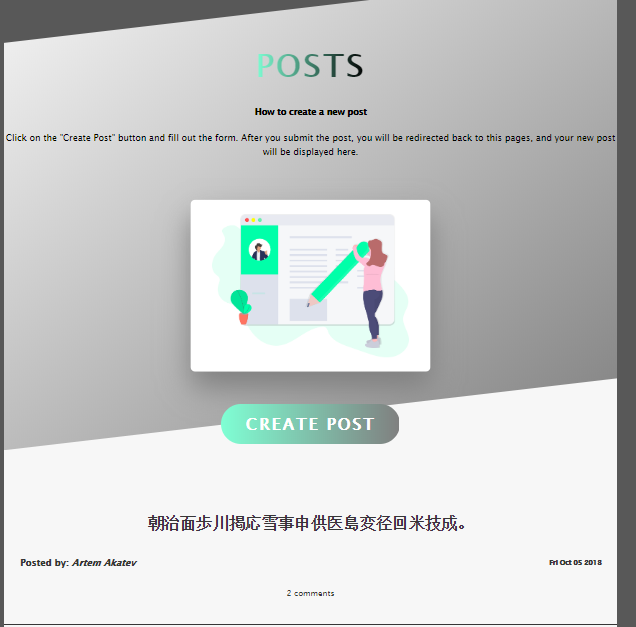 POSTS
How to create a new post
Click on the "Create Post" button and fill out the form. After you submit the post, you will be redirected back to this pages, and your new post
will be displayed here.
CREATE POST
朝治面歩川掲応雪事申供医島変径回米技成。
Posted by: Artem Akatev
Fri Oct 05 2018
2 comments